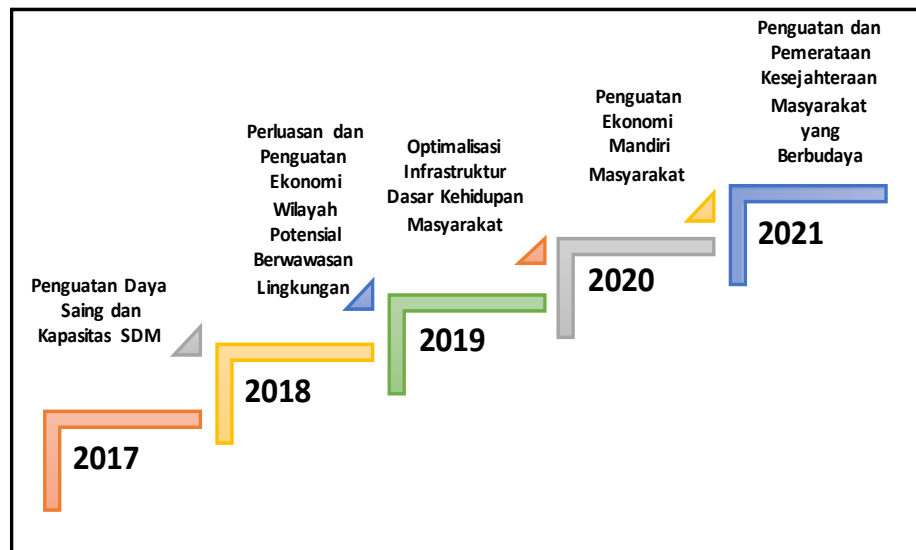 Penguatan Daya
Saing dan
Kapasitas SDM
2017
Perluasan dan
Penguatan
Ekonomi
Wilayah
Potensial
Berwawasan
Lingkungan
2018
Optimalisasi
Infrastruktur
Dasar Kehidupan
Masyarakat
2019
Penguatan
Ekonomi
Mandiri
Masyarakat
2020
Penguatan dan
Pemerataan
Kesejahteraan
Masyarakat
yang
Berbudaya
2021